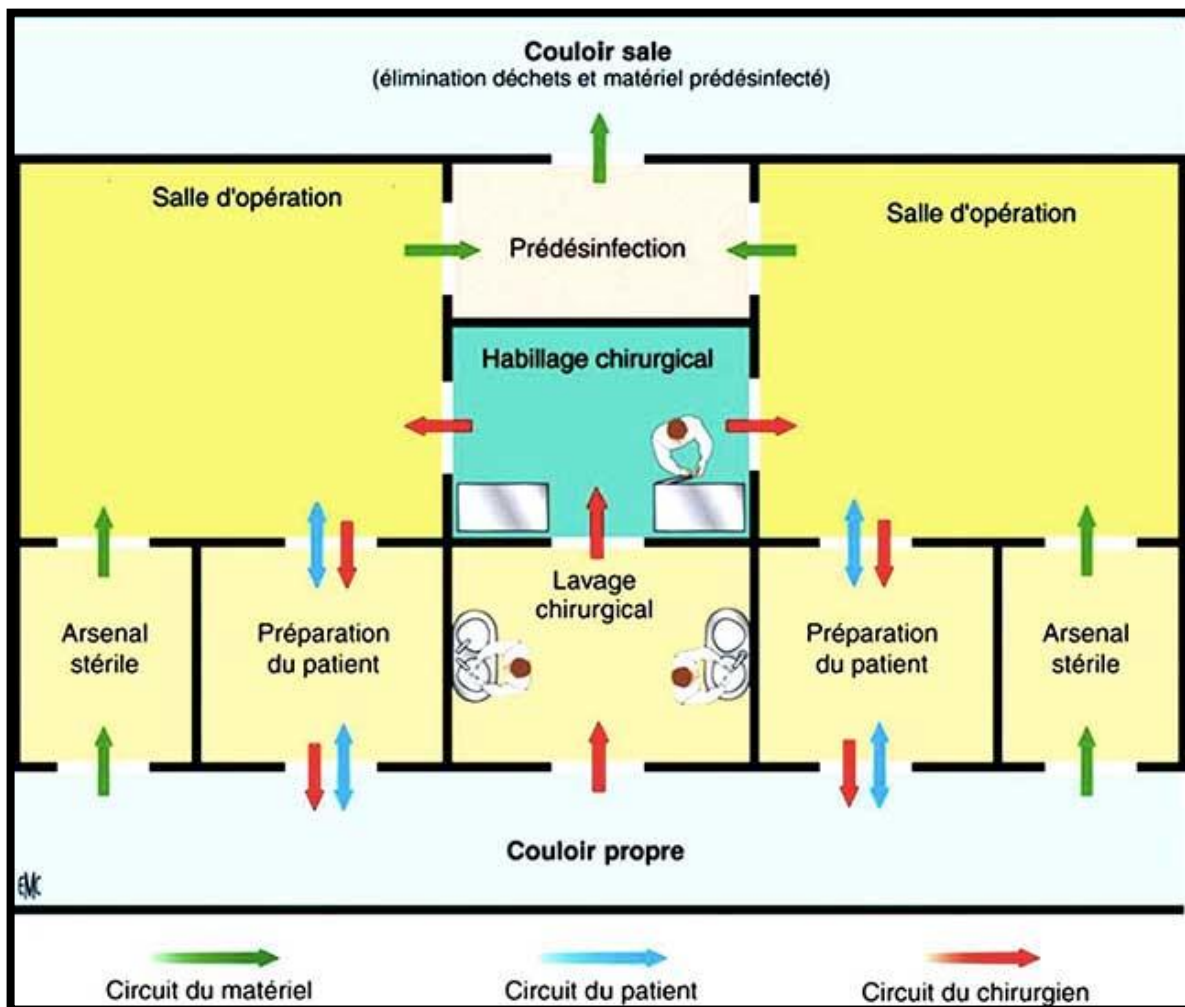 Couloir sale
(élimination déchets et matériel prédésinfecté)
Salle d'opération
Salle d'opération
Prédésinfection
Habillage chirurgical
Lavage
chirurgical
Arsenal
stérile
Préparation
du patient
Préparation
du patient
Arsenal
stérile
Couloir propre
EMC
Circuit du matériel
Circuit du patient
Circuit du chirurgien